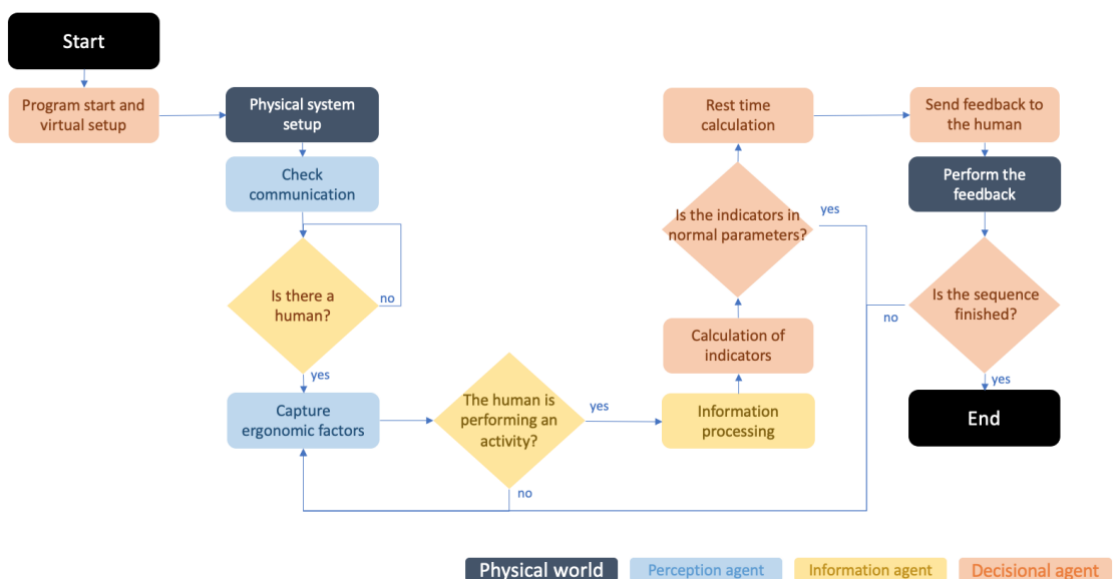 Start
Program start and
virtual setup
Physical system
setup
Check
communication
Is there a
human?
no
yes
Capture
ergonomic factors
The human is
performing an
activity?
yes
no
Information
processing
Calculation of
indicators
Is the indicators in
normal parameters?
yes
Rest time
calculation
Send feedback to
the human
Perform the
feedback
Is the sequence
finished?
no
yes
End
Physical world
Perception agent
Information agent
Decisional agent